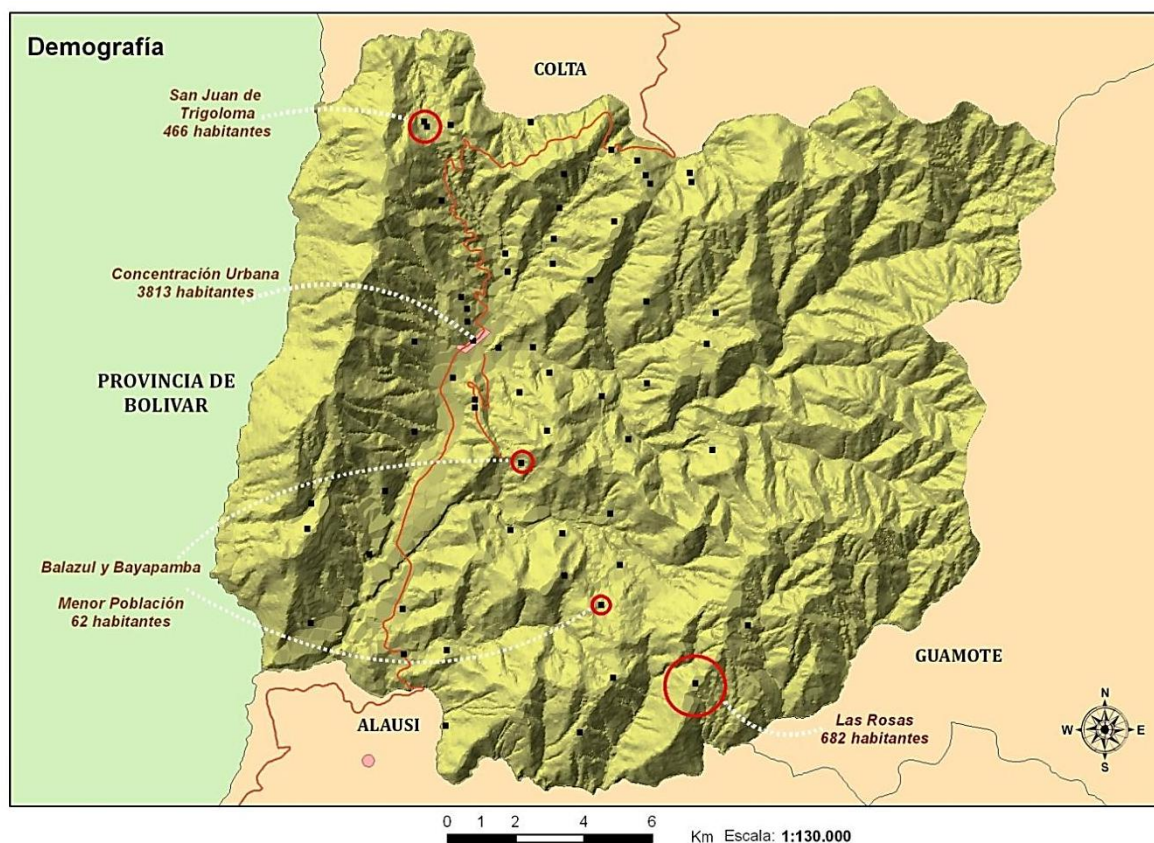 Demografía
COLTA
San Juan de
Trigoloma
466 habitantes
Concentración Urbana
3813 habitantes
PROVINCIA DE
BOLIVAR
Balazul y Bayapamba
Menor Población
62 habitantes
GUAMOTE
ALAUSI
Las Rosas
682 habitantes
N
W E
S
0 1 2 4 6
Km Escala: 1:130.000